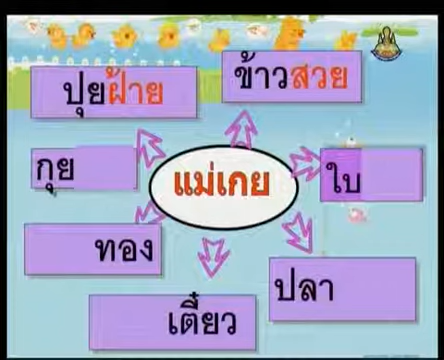 ปุยฝ้าย
ข้าวสวย
กุย
แม่เกย
ใบ
ทอง
ปลา
เตี๋ยว